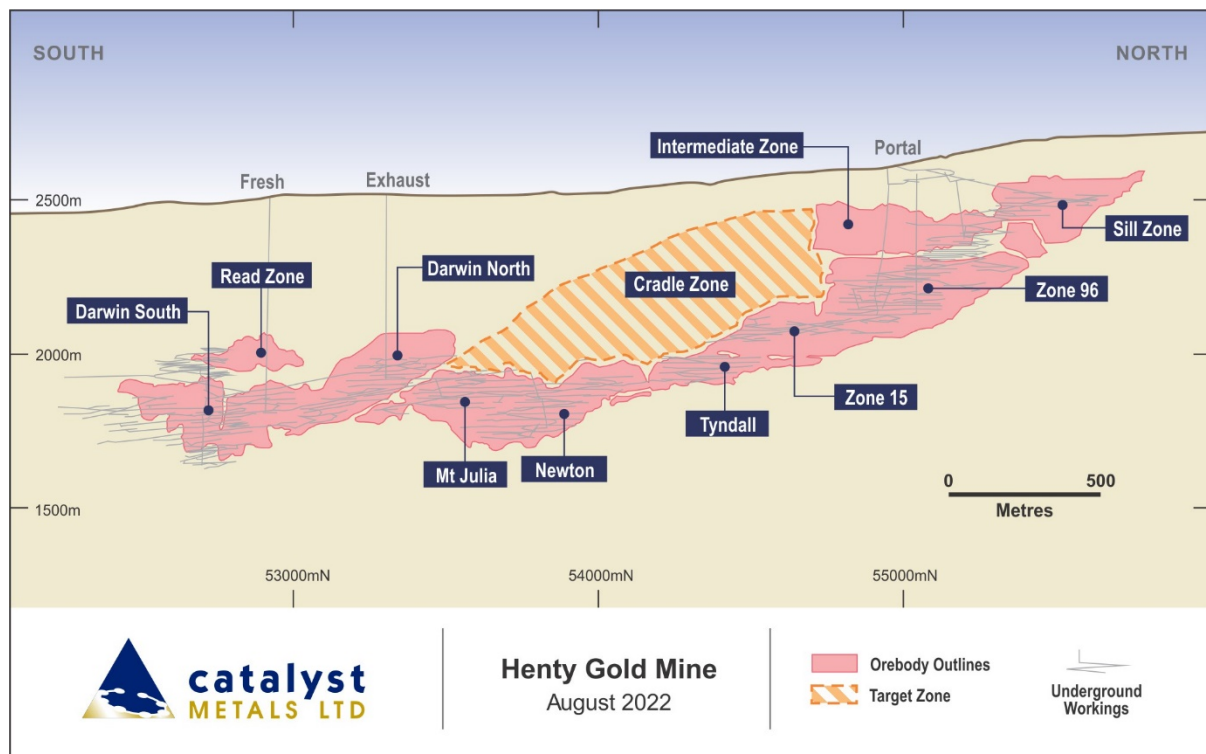 SOUTH
NORTH
Intermediate Zone
Portal
Fresh
Exhaust
2500m
Sill Zone
Read Zone
Darwin North
Cradle Zone
Zone 96
Darwin South
2000m
Zone 15
Tyndall
Mt Julia
Newton
0 500
Metres
1500m
53000mN
54000mN
55000mN
catalyst
METALS LTD
Henty Gold Mine
August 2022
Orebody Outlines
Target Zone
Underground
Workings